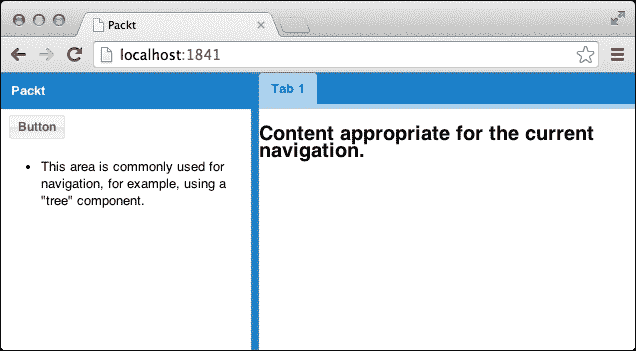 Packt
localhost:1841
Packt
Button
• This area is commonly used for
navigation, for example, using a
"tree" component.
Tab 1
Content appropriate for the current
navigation.